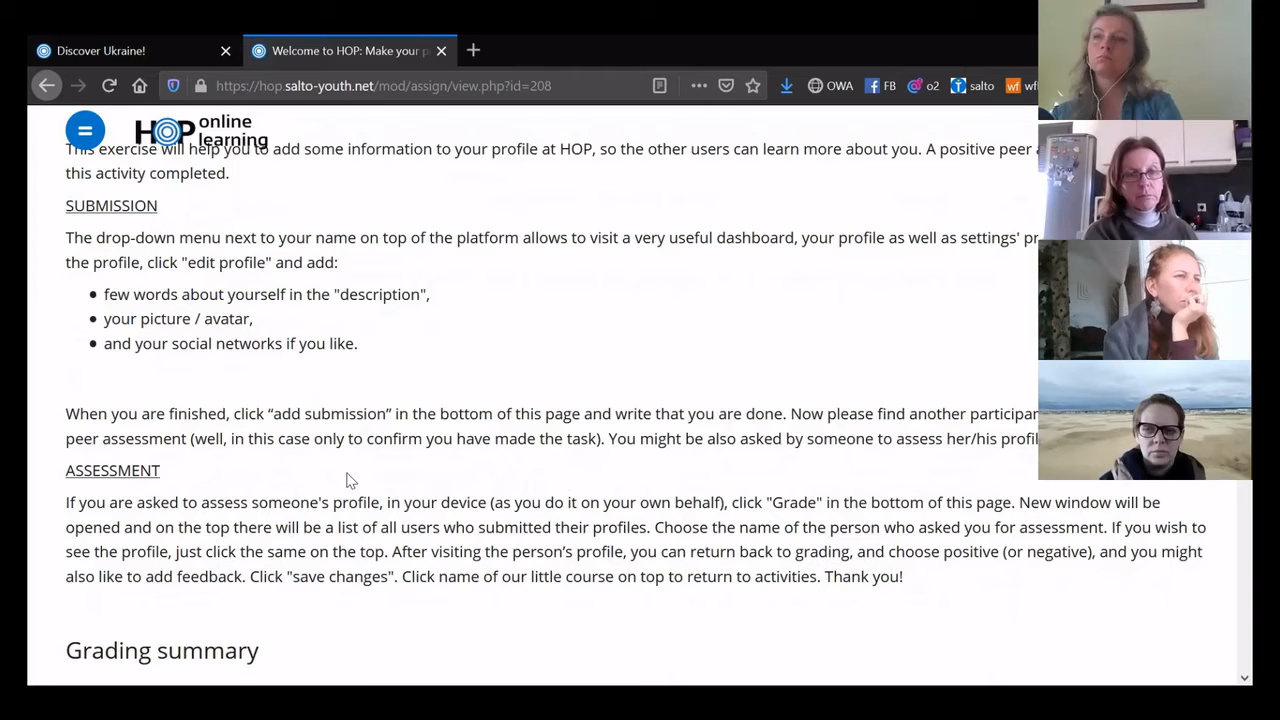 Discover Ukraine!
Welcome to HOP: Make your p
https://hop.salto-youth.net/mod/assign/view.php?id=208
OWA
FB
o2
salto
HOP online learning
This exercise will help you to add some information to your profile at HOP, so the other users can learn more about you. A positive peer
this activity completed.
SUBMISSION
The drop-down menu next to your name on top of the platform allows to visit a very useful dashboard, your profile as well as settings' pr
the profile, click "edit profile" and add:
few words about yourself in the "description",
your picture / avatar,
and your social networks if you like.
When you are finished, click “add submission” in the bottom of this page and write that you are done. Now please find another participan
peer assessment (well, in this case only to confirm you have made the task). You might be also asked by someone to assess her/his profil
ASSESSMENT
If you are asked to assess someone's profile, in your device (as you do it on your own behalf), click "Grade" in the bottom of this page. New window will be
opened and on the top there will be a list of all users who submitted their profiles. Choose the name of the person who asked you for assessment. If you wish to
see the profile, just click the same on the top. After visiting the person’s profile, you can return back to grading, and choose positive (or negative), and you might
also like to add feedback. Click "save changes". Click name of our little course on top to return to activities. Thank you!
Grading summary